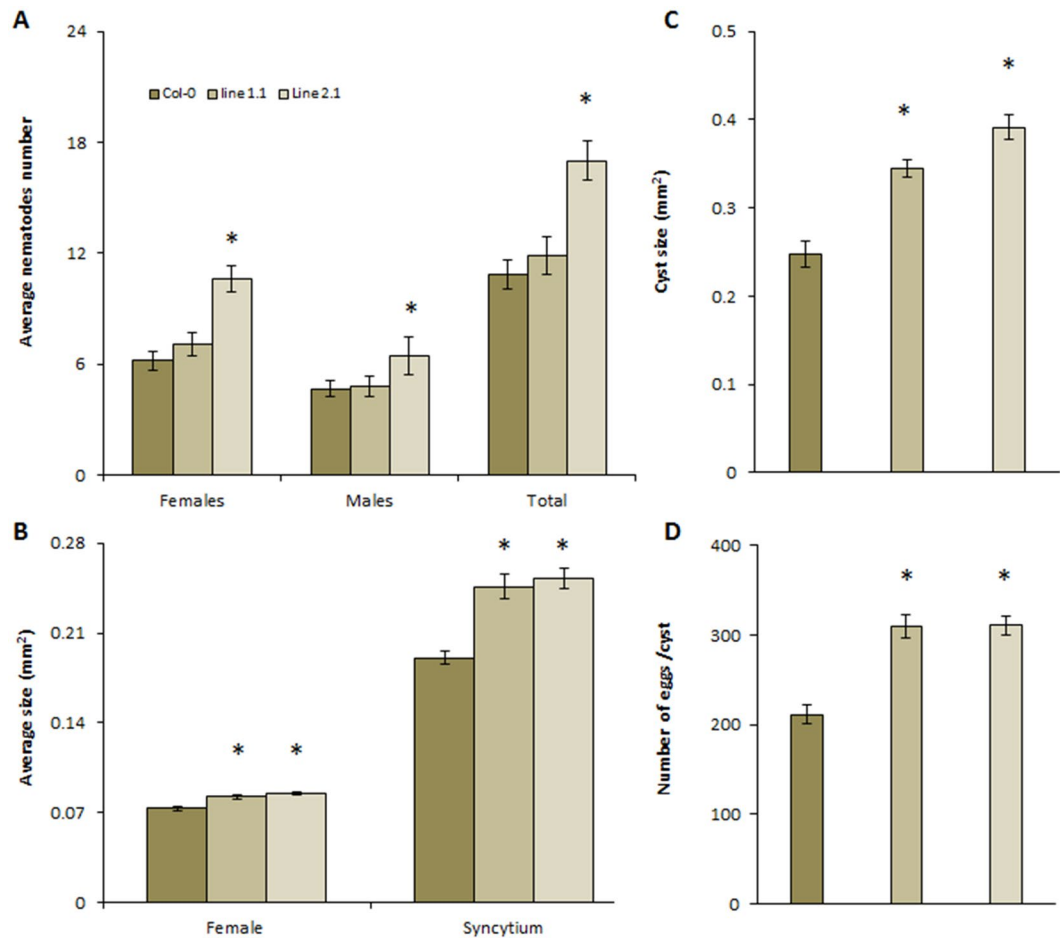 A
Average nematodes number
24
18
12
6
0
Col-0 line 1.1 Line 2.1
*
*
*
Females Males Total
B
Average size (mm²)
0.28
0.21
0.14
0.07
0
* *
* *
Female Syncytium
C
Cyst size (mm²)
0.5
0.4
0.3
0.2
0.1
0
*
*
D
Number of eggs /cyst
400
300
200
100
0
* *